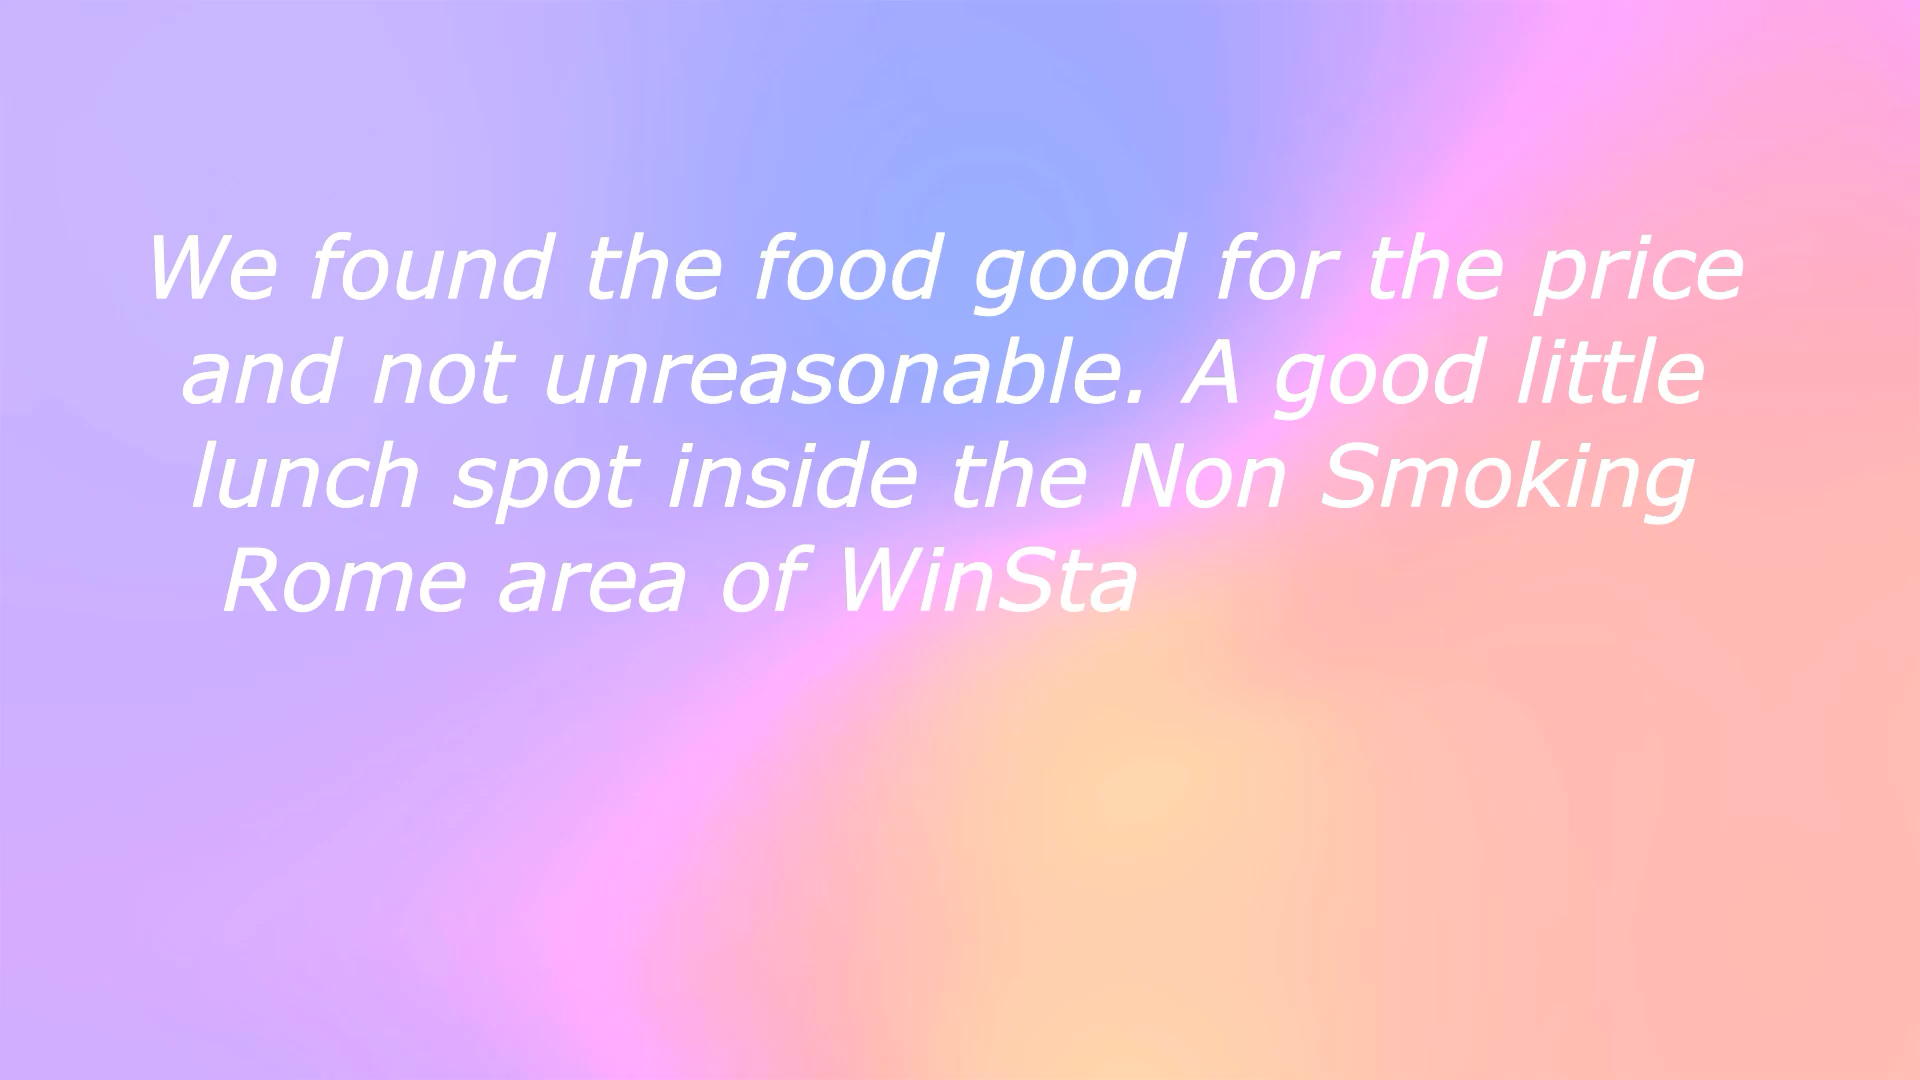 We found the food good for the price
and not unreasonable. A good little
lunch spot inside the Non Smoking
Rome area of WinSta